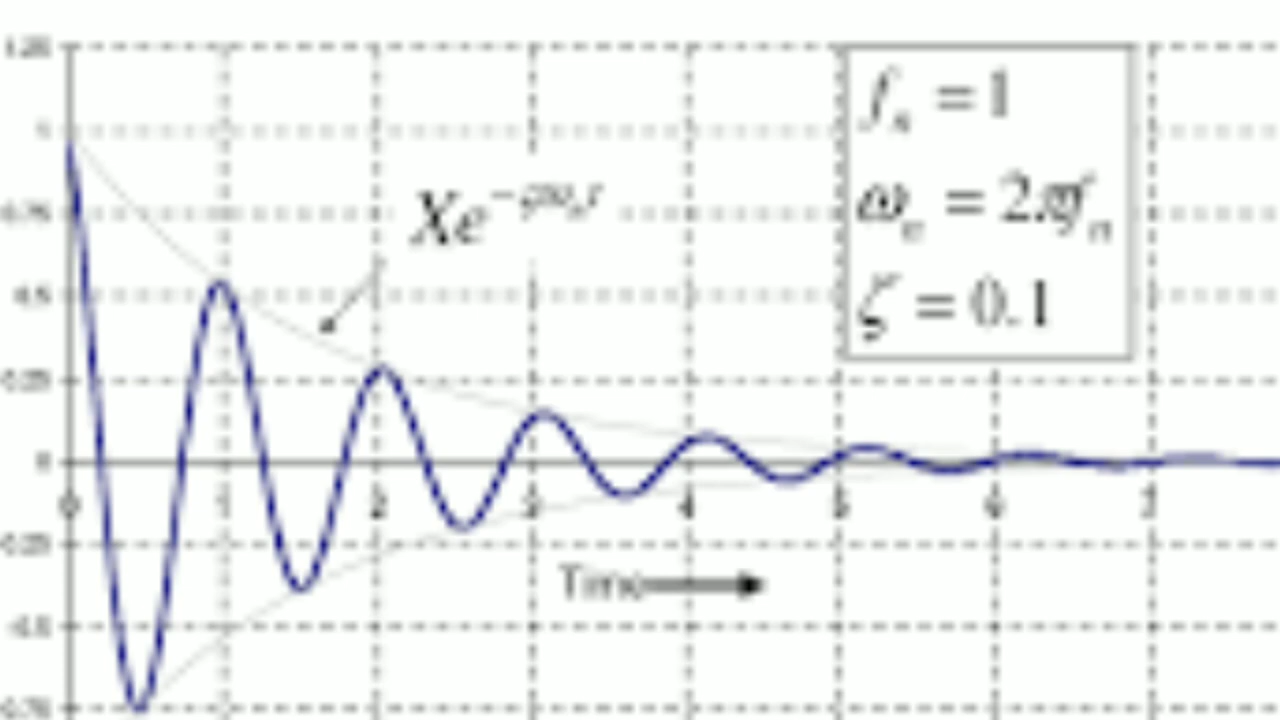 1.25
1
0.75
Xe^{-ζω_n t}
0.5
0.25
0
0 1 2 3 4 5 6 7
-0.25
Time
-0.5
-0.75
f_n = 1
ω_n = 2πf_n
ζ = 0.1